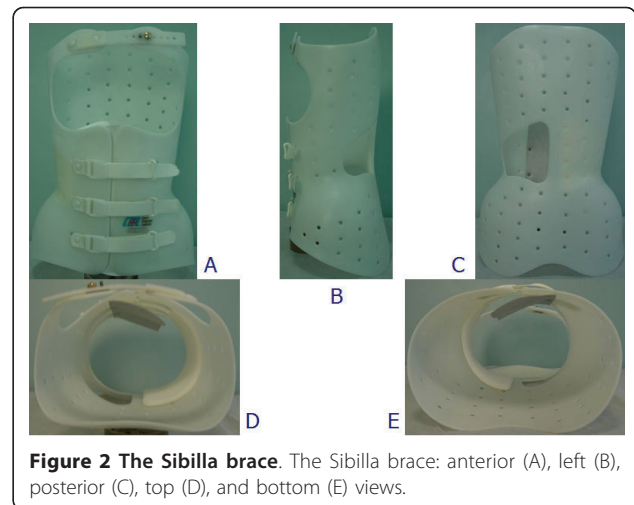 A
B
C
D
E
Figure 2 The Sibilla brace. The Sibilla brace: anterior (A), left (B),
posterior (C), top (D), and bottom (E) views.